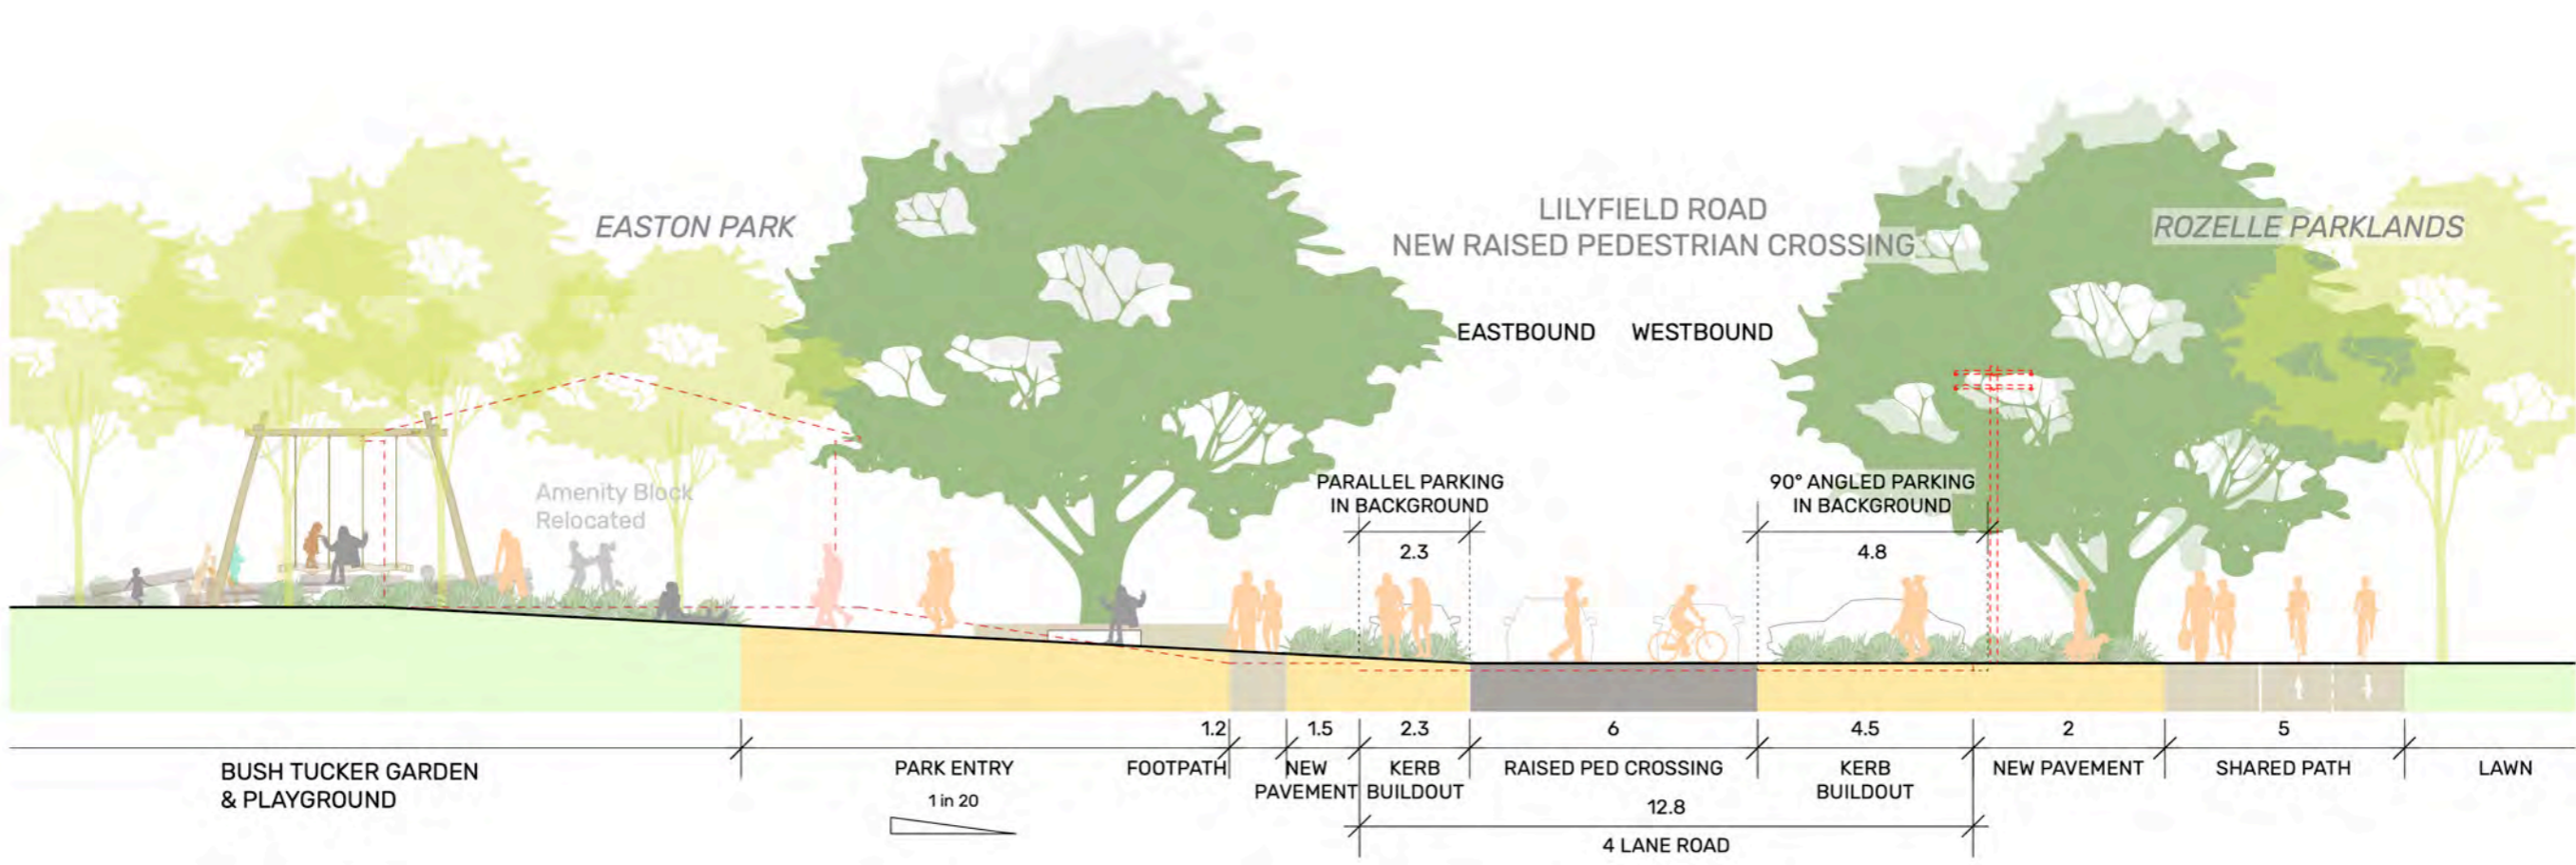 EASTON PARK
LILYFIELD ROAD
NEW RAISED PEDESTRIAN CROSSING
ROZELLE PARKLANDS
EASTBOUND
WESTBOUND
Amenity Block
Relocated
PARALLEL PARKING
IN BACKGROUND
2.3
90° ANGLED PARKING
IN BACKGROUND
4.8
1.2
1.5
2.3
6
4.5
2
5
BUSH TUCKER GARDEN
& PLAYGROUND
PARK ENTRY
1 in 20
FOOTPATH
NEW
PAVEMENT
KERB
BUILDOUT
RAISED PED CROSSING
KERB
BUILDOUT
NEW PAVEMENT
SHARED PATH
LAWN
12.8
4 LANE ROAD